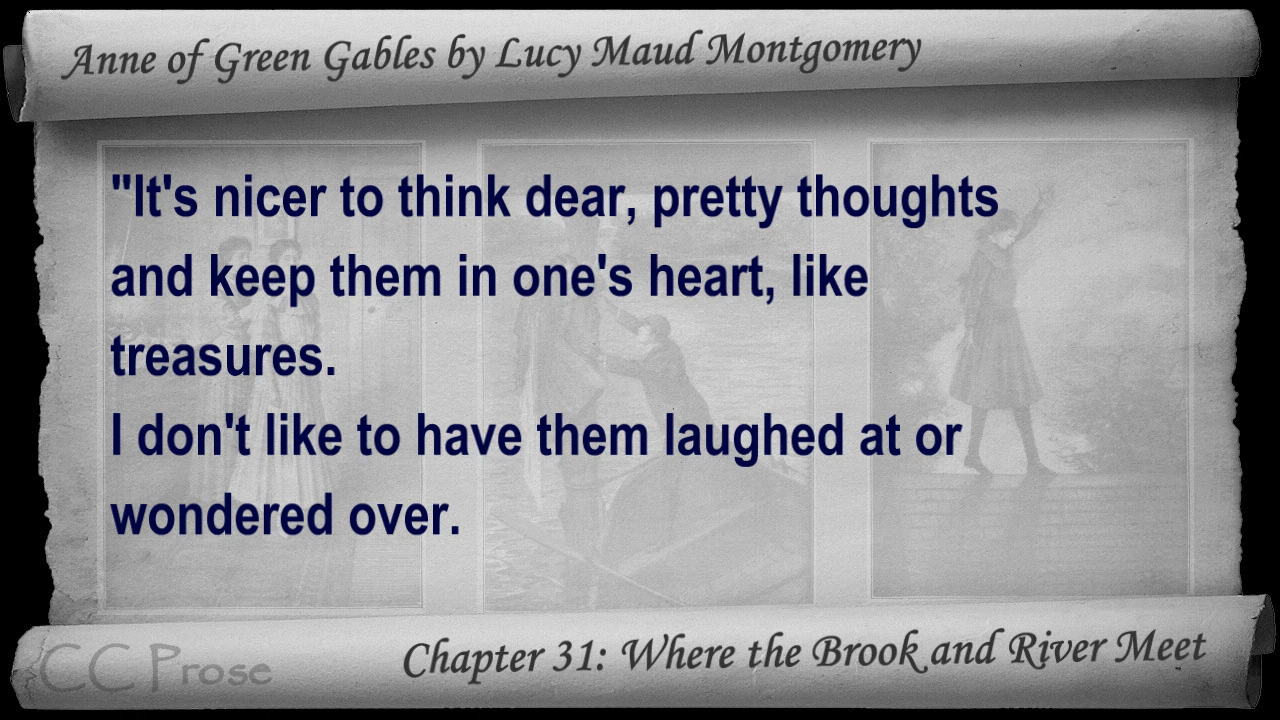 Anne of Green Gables by Lucy Maud Montgomery
"It's nicer to think dear, pretty thoughts
and keep them in one's heart, like
treasures.
I don't like to have them laughed at or
wondered over.
CC Prose
Chapter 31: Where the Brook and River Meet